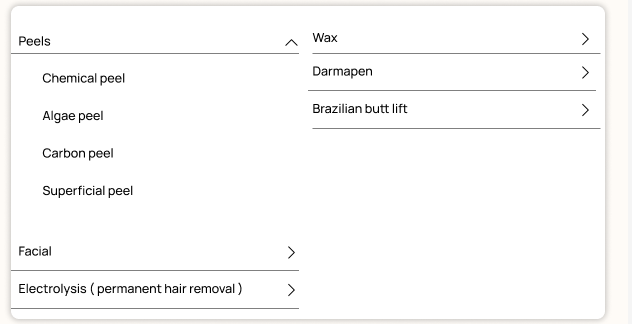 Peels
Chemical peel
Algae peel
Carbon peel
Superficial peel
Facial
Electrolysis ( permanent hair removal )
Wax
Darmapen
Brazilian butt lift